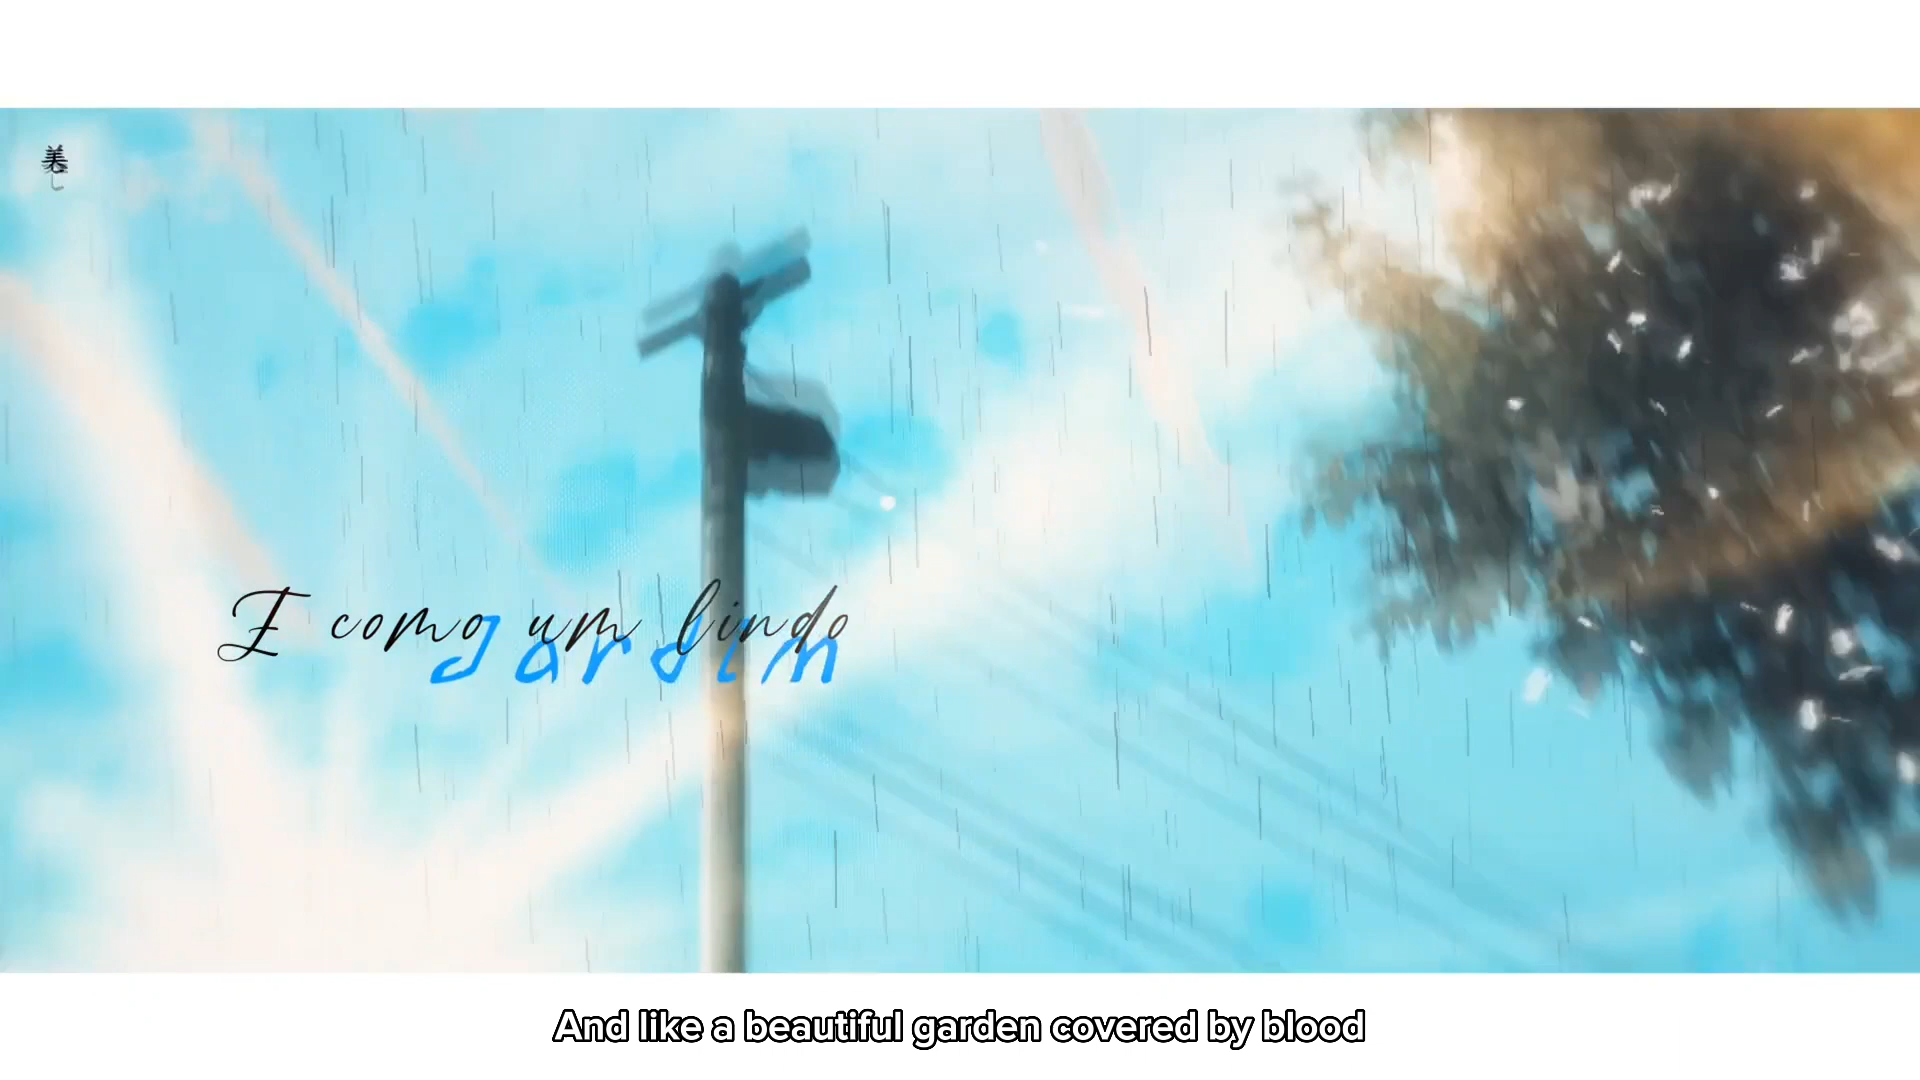 美し
E como um lindo
Jardim
And like a beautiful garden covered by blood